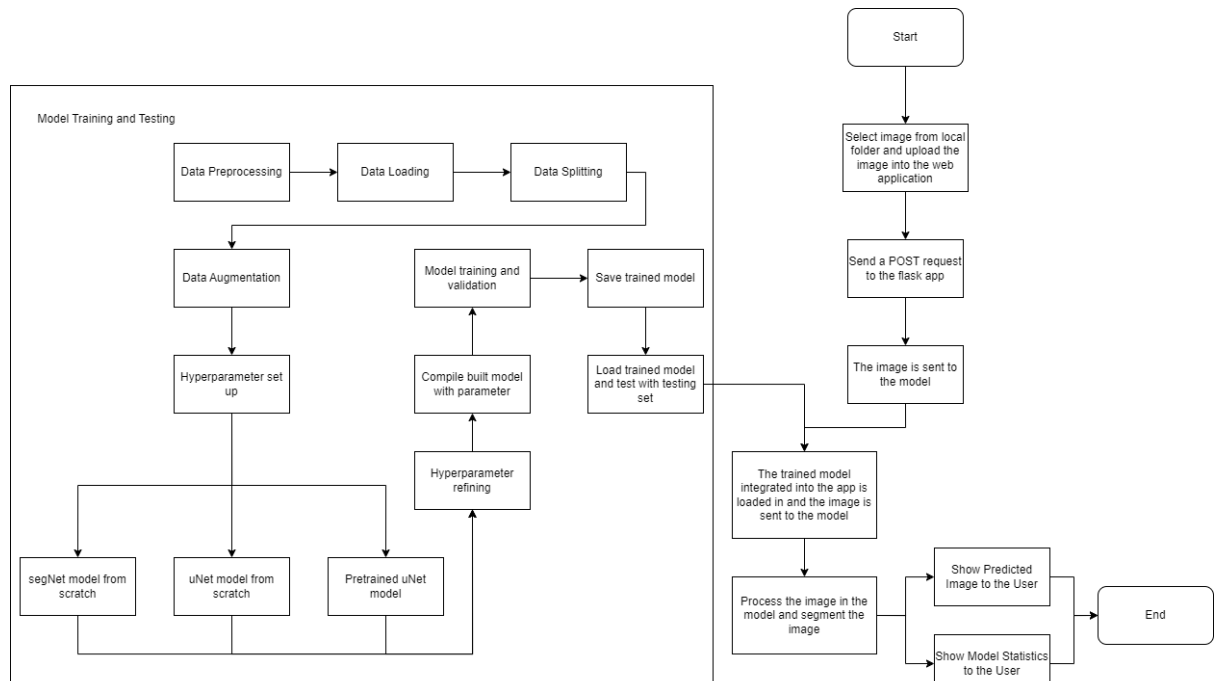 Start
Select image from local
folder and upload the
image into the web
application
Send a POST request
to the flask app
The image is sent to
the model
Model Training and Testing
Data Preprocessing
Data Loading
Data Splitting
Data Augmentation
Hyperparameter set
up
segNet model from
scratch
uNet model from
scratch
Pretrained uNet
model
Hyperparameter
refining
Compile built model
with parameter
Model training and
validation
Save trained model
Load trained model
and test with testing
set
The trained model
integrated into the app is
loaded in and the image is
sent to the model
Process the image in the
model and segment the
image
Show Predicted
Image to the User
Show Model Statistics
to the User
End